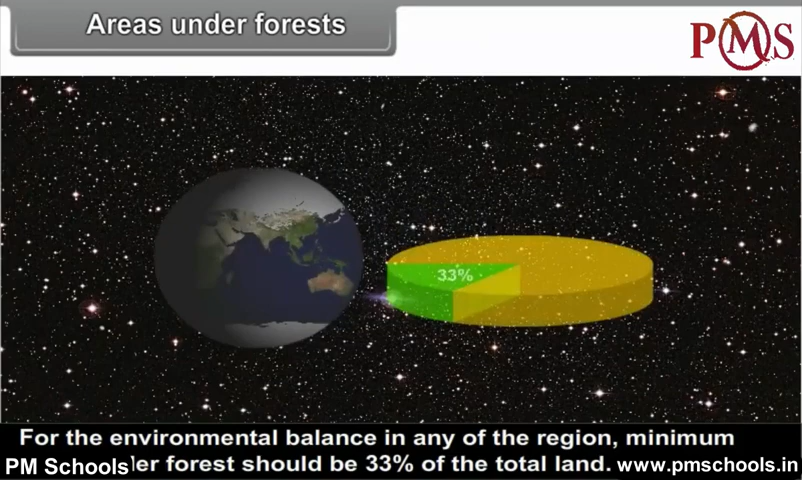 Areas under forests
PMS
33%
For the environmental balance in any of the region, minimum
forest should be 33% of the total land.
PM Schools
www.pmschools.in